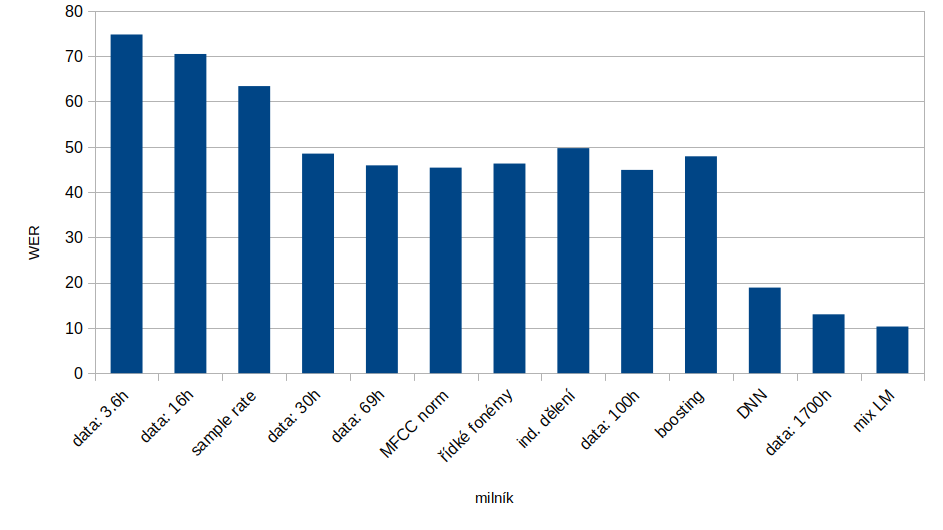 80
70
60
50
40
30
20
10
0
WER
data: 3.6h
data: 16h
sample rate
data: 30h
data: 69h
MFCC norm
řídké fonémy
ind. dělení
data: 100h
boosting
DNN
data: 1700h
mix LM
milník